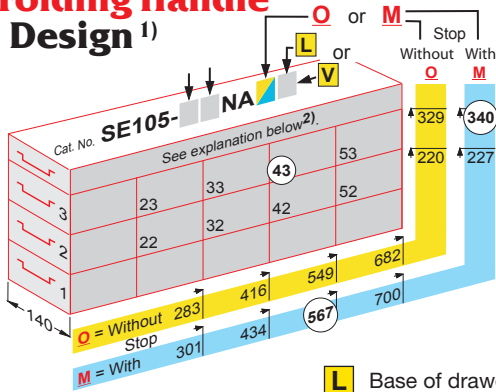 folding handle
Design 1)
O or M
L or V
Stop
Without With
O M
Cat. No. SE105- NA
See explanation below2).
329 340
220 227
3 23 33 43 53
2 22 32 42 52
1
140
O = Without 283 416 549 682
Stop
M = With 301 434 567 700
L Base of draw